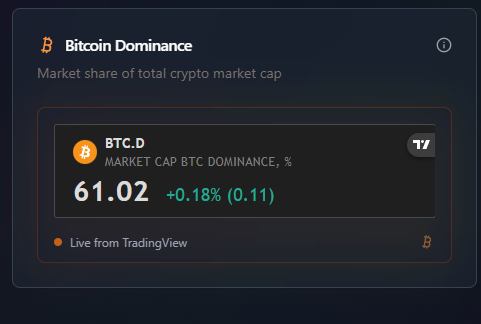 Bitcoin Dominance
Market share of total crypto market cap
BTC.D
MARKET CAP BTC DOMINANCE, %
61.02 +0.18% (0.11)
Live from TradingView